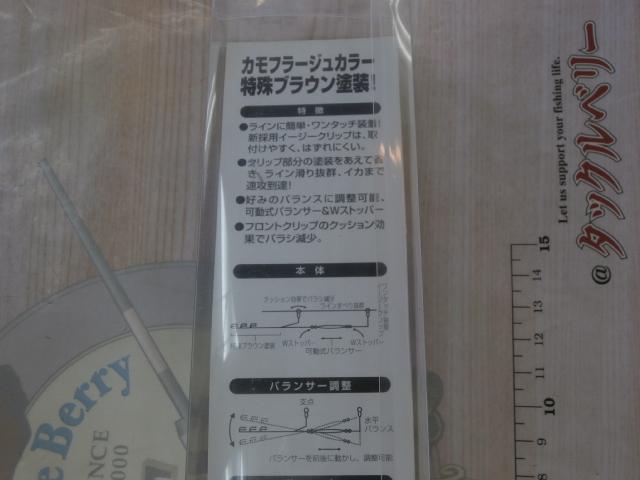 カモフラージュカラー
特殊ブラウン塗装!
特徴
●ラインに簡単・ワンタッチ装着!
新採用イージークリップは、取
付けやすく、はずれにくい。
●クリップ部分の塗装をあえて省
き、ライン滑り抜群、イカまで
速攻到達!
●好みのバランスに調整可能、
可動式バランサー&Wストッパー
●フロントクリップのクッション効
果でバラシ減少。
本体
クッション効果でバラシ減少
ラインすべり抜群
ブラウン塗装
Wストッパー
Wストッパー
可動式バランサー
バランサー調整
支点
水平
バランス
バランサーを前後に動かし、調整可能
e Berry
NCE
000
Let us support your fishing life.
@タックルベリー
15
14
13
12
11
10
9
8